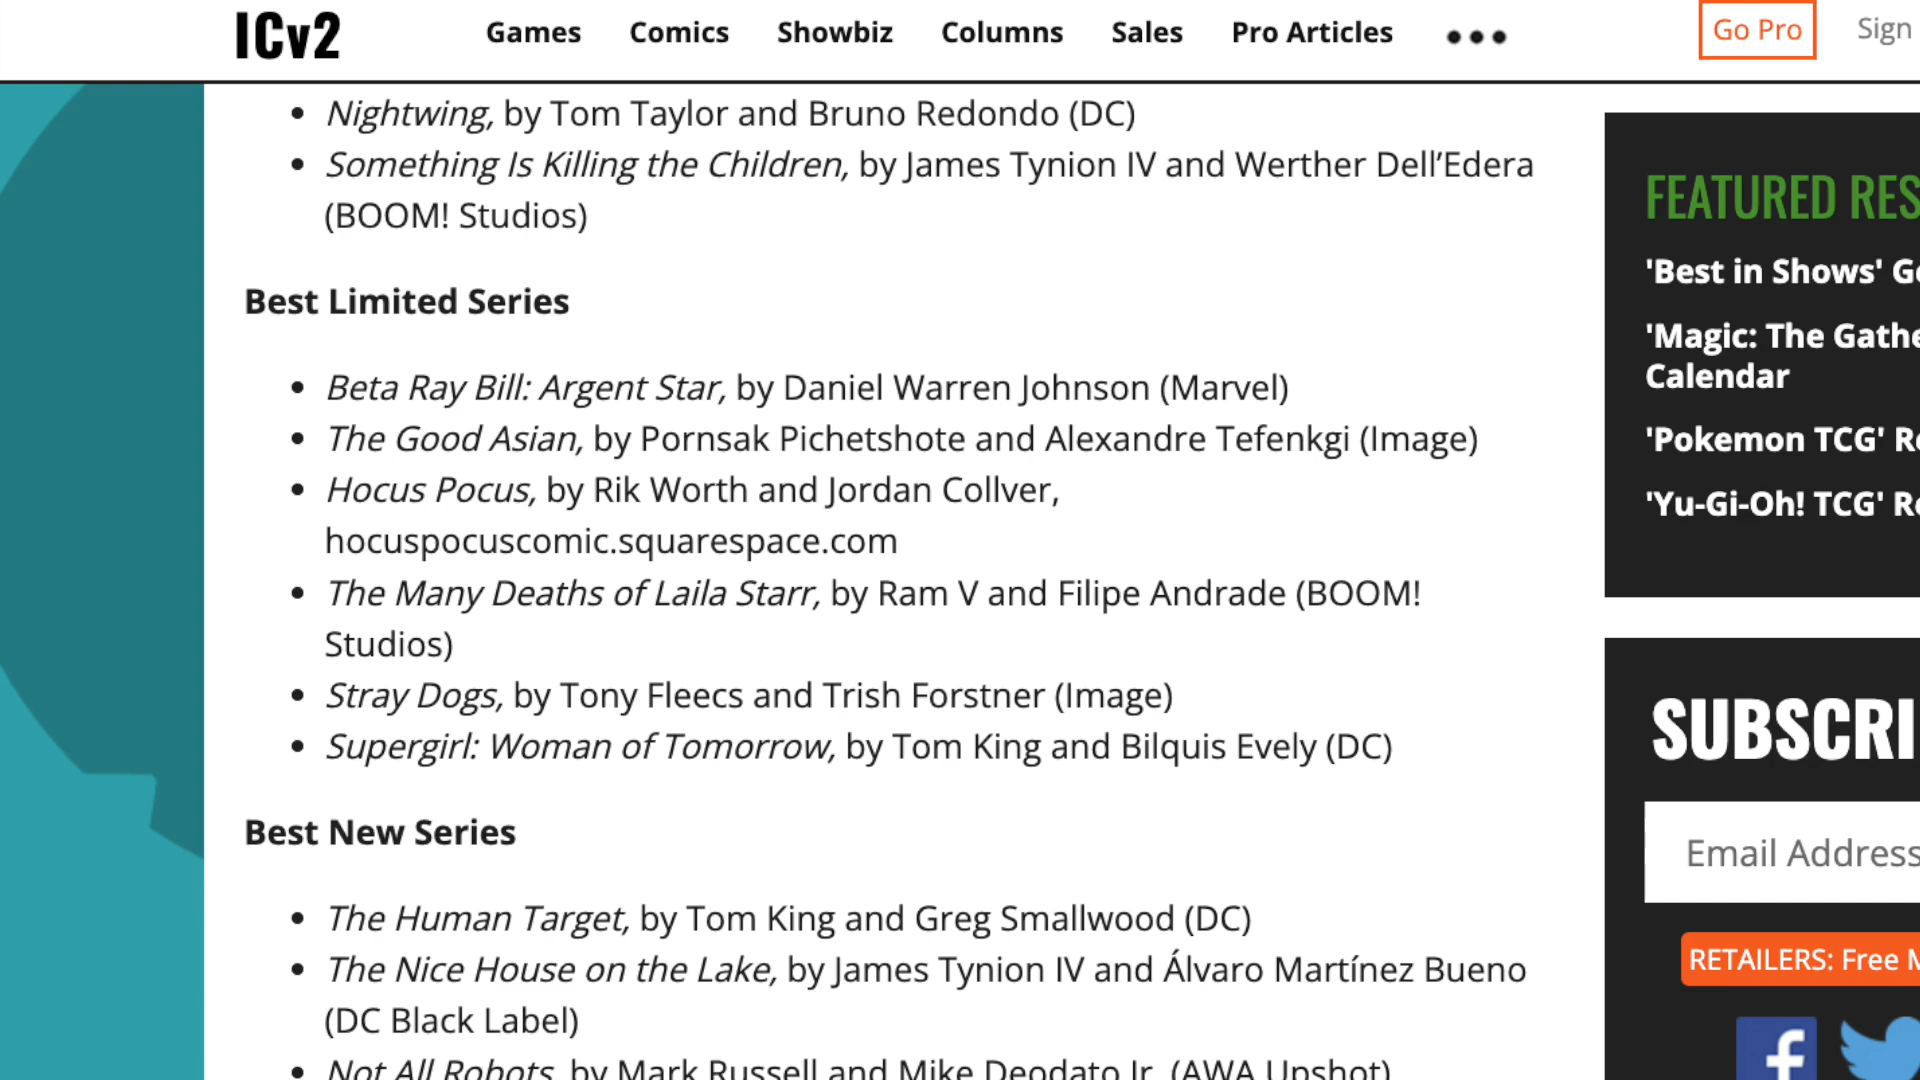 ICv2
Games Comics Showbiz Columns Sales Pro Articles
Go Pro
Sign
Nightwing, by Tom Taylor and Bruno Redondo (DC)
Something Is Killing the Children, by James Tynion IV and Werther Dell’Edera
(BOOM! Studios)
Best Limited Series
Beta Ray Bill: Argent Star, by Daniel Warren Johnson (Marvel)
The Good Asian, by Pornsak Pichetshote and Alexandre Tefenkgi (Image)
Hocus Pocus, by Rik Worth and Jordan Collver,
hocuspocuscomic.squarespace.com
The Many Deaths of Laila Starr, by Ram V and Filipe Andrade (BOOM!
Studios)
Stray Dogs, by Tony Fleecs and Trish Forstner (Image)
Supergirl: Woman of Tomorrow, by Tom King and Bilquis Evely (DC)
Best New Series
The Human Target, by Tom King and Greg Smallwood (DC)
The Nice House on the Lake, by James Tynion IV and Álvaro Martínez Bueno
(DC Black Label)
Not All Robots, by Mark Russell and Mike Deodato Jr. (AWA Upshot)
FEATURED RES
'Best in Shows' G
'Magic: The Gathe
Calendar
'Pokemon TCG' R
'Yu-Gi-Oh! TCG' R
SUBSCRI
Email Address
RETAILERS: Free M